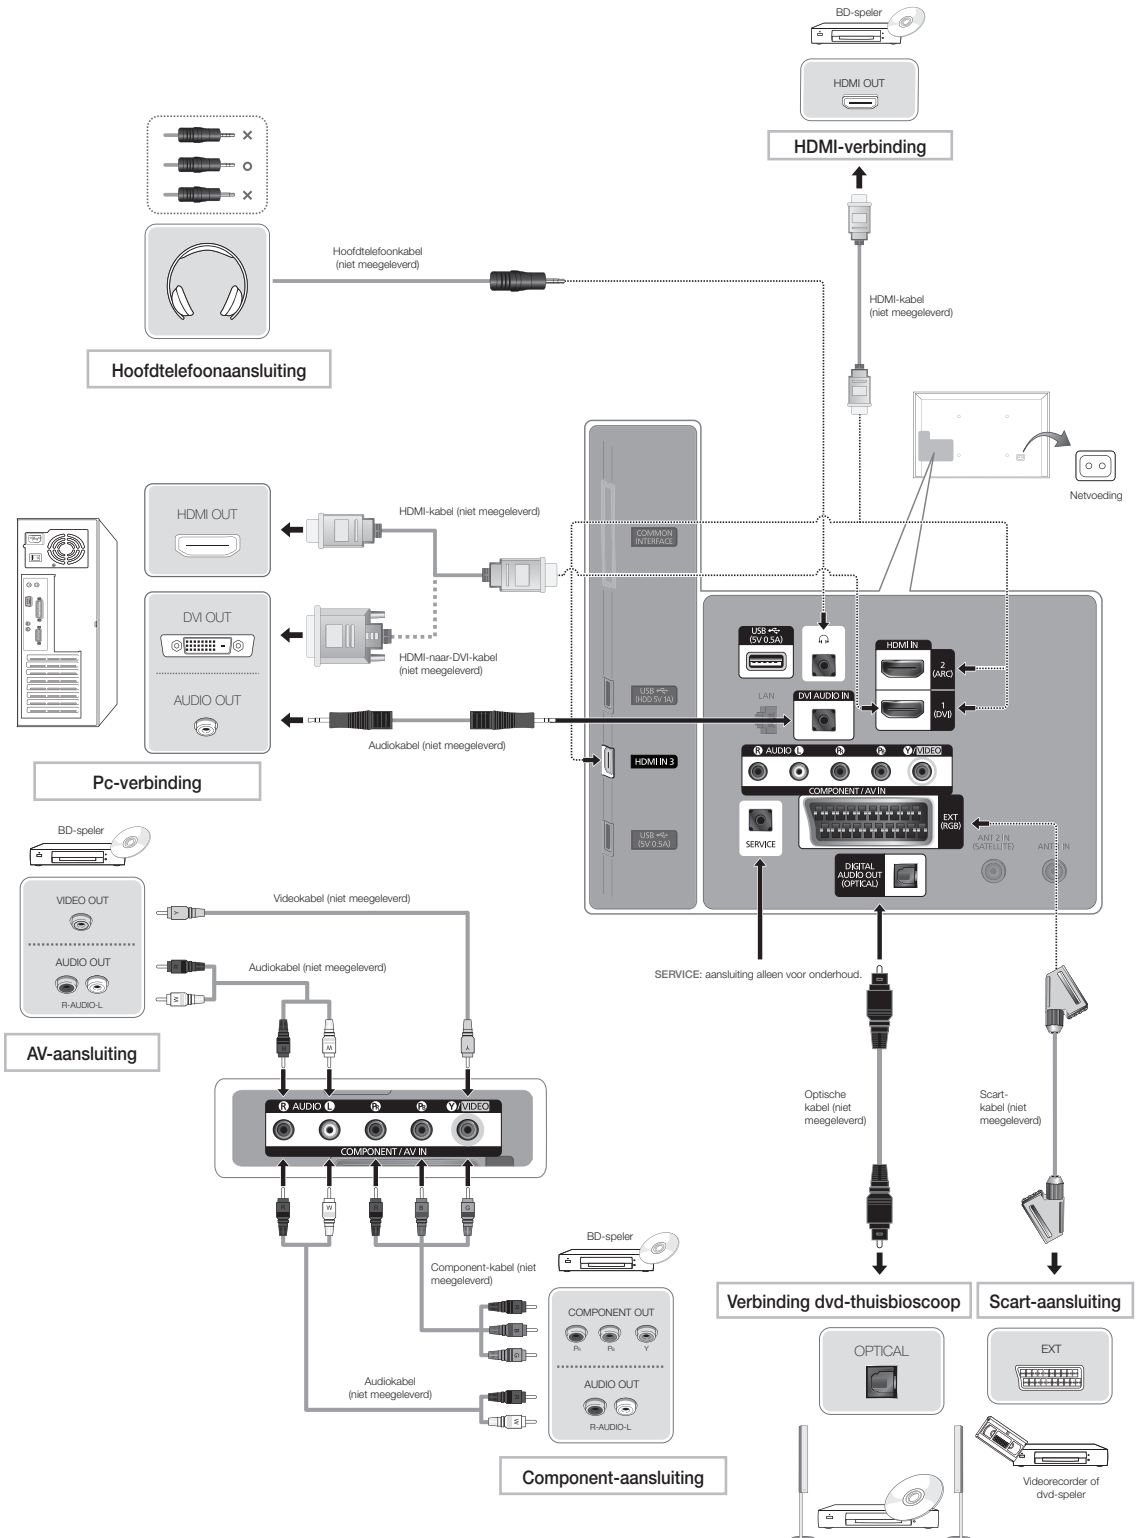 BD-speler
HDMI OUT
HDMI-verbinding
Hoofdtelefoonkabel
(niet meegeleverd)
HDMI-kabel
(niet meegeleverd)
Hoofdtelefoonaansluiting
Netvoeding
HDMI OUT
HDMI-kabel (niet meegeleverd)
COMMON
INTERFACE
DVI OUT
HDMI-naar-DVI-kabel
(niet meegeleverd)
AUDIO OUT
Audiokabel (niet meegeleverd)
Pc-verbinding
USB
(5V 0.5A)
HDMI IN
2
(ARC)
1
(DVI)
USB
(HDD 5V 1A)
LAN
DVI AUDIO IN
HDMI IN 3
R AUDIO L PR PB Y/VIDEO
COMPONENT / AV IN
USB
(5V 0.5A)
SERVICE
EXT
(RGB)
ANT 2 IN
(SATELLITE)
DIGITAL
AUDIO OUT
(OPTICAL)
SERVICE: aansluiting alleen voor onderhoud.
BD-speler
VIDEO OUT
Videokabel (niet meegeleverd)
Y
AUDIO OUT
R-AUDIO-L
Audiokabel (niet meegeleverd)
R
W
AV-aansluiting
R
W
Y
R AUDIO L PR PB Y/VIDEO
COMPONENT / AV IN
R
W
R
B
G
Optische
kabel (niet
meegeleverd)
Scart-
kabel (niet
meegeleverd)
BD-speler
Component-kabel (niet
meegeleverd)
R
B
G
COMPONENT OUT
PR PB Y
Audiokabel
(niet meegeleverd)
R
W
AUDIO OUT
R-AUDIO-L
Component-aansluiting
Verbinding dvd-thuisbioscoop
OPTICAL
Scart-aansluiting
EXT
Videorecorder of
dvd-speler